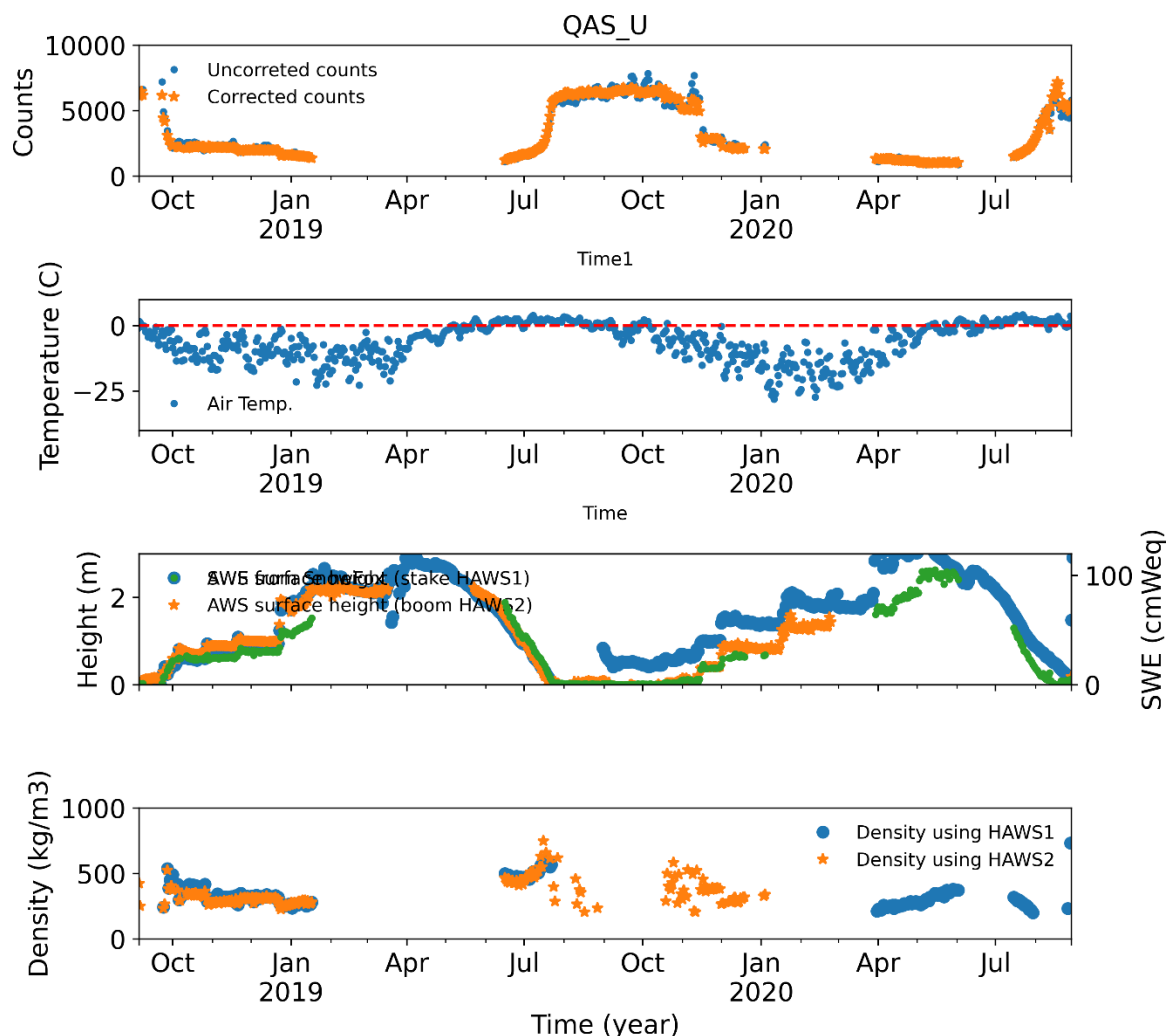 QAS_U
10000
Uncorreted counts
Corrected counts
5000
Counts
0
Oct Jan Apr Jul Oct Jan Apr Jul
2019 2020
Time1
Temperature (C)
0
−25
Air Temp.
Oct Jan Apr Jul Oct Jan Apr Jul
2019 2020
Time
Height (m)
AWS surface height (stake HAWS1)
AWS surface height (boom HAWS2)
2
0
100
0
SWE (cmWeq)
Density (kg/m3)
1000
Density using HAWS1
Density using HAWS2
500
0
Oct Jan Apr Jul Oct Jan Apr Jul
2019 2020
Time (year)